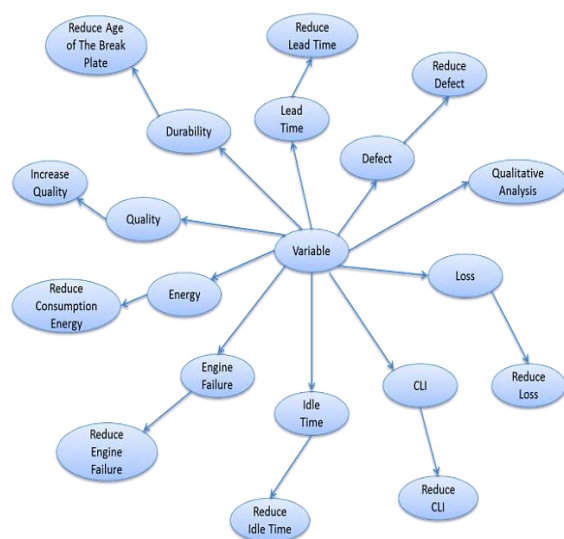 Reduce Age
of The Break
Plate
Reduce
Lead Time
Reduce
Defect
Lead
Time
Durability
Defect
Qualitative
Analysis
Increase
Quality
Quality
Variable
Loss
Energy
Reduce
Consumption
Energy
Engine
Failure
CLI
Reduce
Loss
Idle
Time
Reduce
Engine
Failure
Reduce
CLI
Reduce
Idle Time